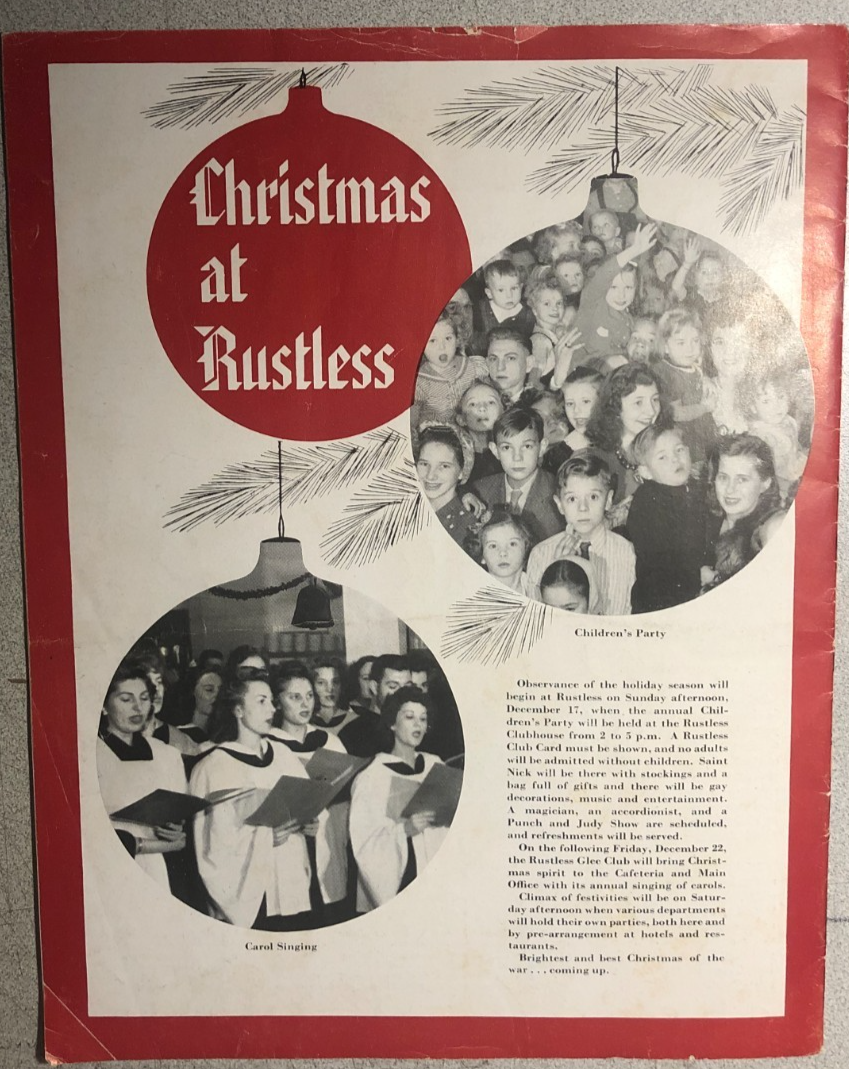 Christmas
at
Rustless
Children's Party
Observance of the holiday season will
begin at Rustless on Sunday afternoon,
December 17, when the annual Chil-
dren's Party will be held at the Rustless
Clubhouse from 2 to 5 p.m. A Rustless
Club Card must be shown, and no adults
will be admitted without children. Saint
Nick will be there with stockings and a
bag full of gifts and there will be gay
decorations, music and entertainment.
A magician, an accordionist, and a
Punch and Judy Show are scheduled,
and refreshments will be served.
On the following Friday, December 22,
the Rustless Glee Club will bring Christ-
mas spirit to the Cafeteria and Main
Office with its annual singing of carols.
Climax of festivities will be on Satur-
day afternoon when various departments
will hold their own parties, both here and
by pre-arrangement at hotels and res-
taurants.
Brightest and best Christmas of the
war . . . coming up.
Carol Singing